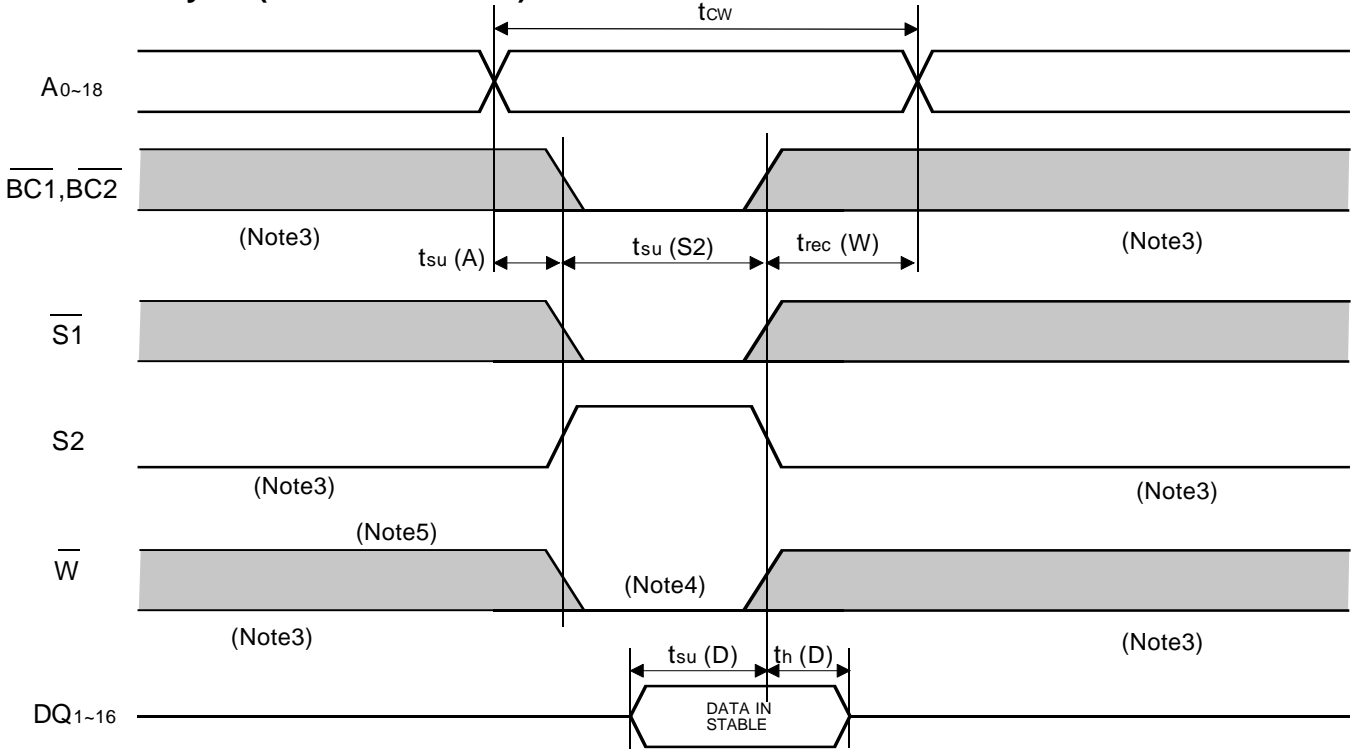 tCW
A0~18
BC1,BC2
(Note3)
(Note3)
tsu (A)
tsu (S2)
trec (W)
S1
S2
(Note3)
(Note3)
(Note5)
W
(Note4)
(Note3)
(Note3)
tsu (D)
th (D)
DQ1~16
DATA IN
STABLE